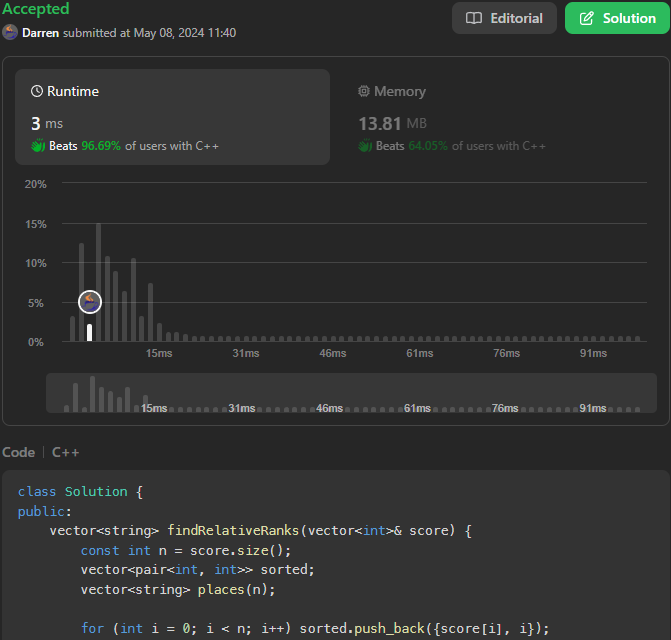 Accepted
Editorial
Solution
Darren submitted at May 08, 2024 11:40
Runtime
Memory
3 ms
13.81 MB
Beats 96.69% of users with C++
Beats 64.05% of users with C++
20%
15%
10%
5%
0%
15ms 31ms 46ms 61ms 76ms 91ms
15ms 31ms 46ms 61ms 76ms 91ms
Code | C++
class Solution {
public:
    vector<string> findRelativeRanks(vector<int>& score) {
        const int n = score.size();
        vector<pair<int, int>> sorted;
        vector<string> places(n);
        for (int i = 0; i < n; i++) sorted.push_back({score[i], i});